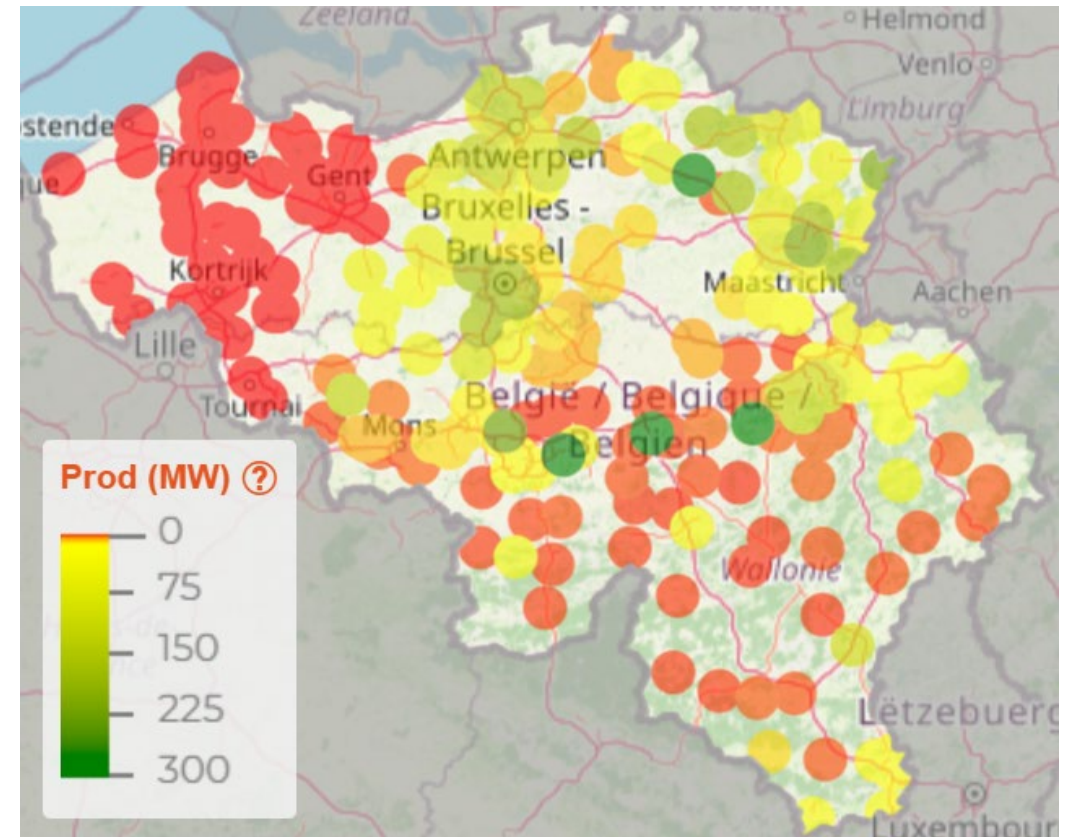 Zeeland
Helmond
Venlo
Limburg
stende
Brugge
que
Gent
Antwerpen
Bruxelles -
Brussel
Kortrijk
Maastricht
Aachen
Lille
Tournai
België / Belgique /
Belgien
Mons
Prod (MW) ?
0
75
150
225
300
Wallonie
Lëtzebuerg
Luxembour